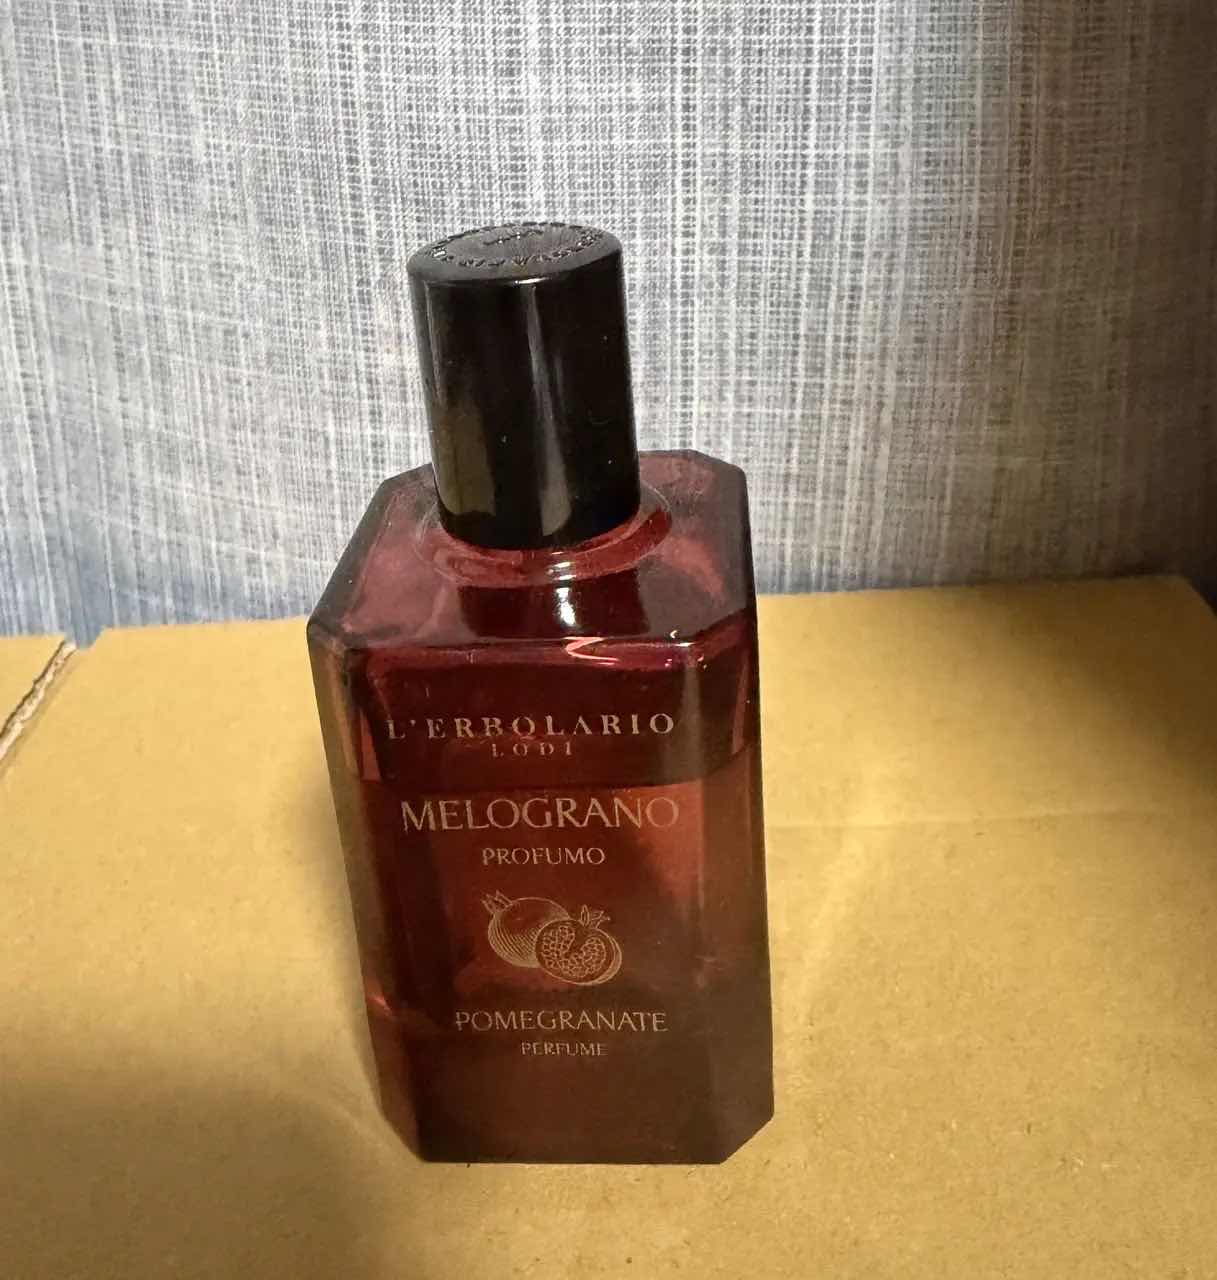 L'ERBOLARIO
LODI
MELOGRANO
PROFUMO
POMEGRANATE
PERFUME